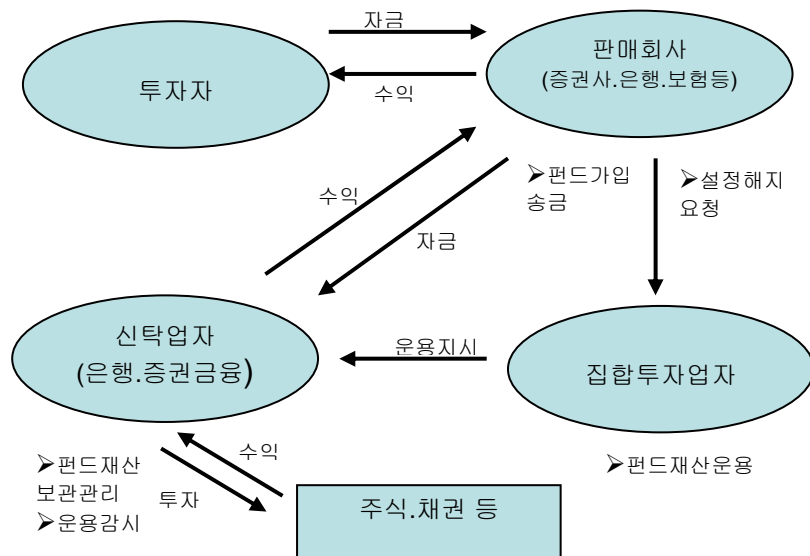 자금
판매회사
(증권사.은행.보험등)
투자자
수익
수익
➢펀드가입
송금
➢설정해지
요청
자금
신탁업자
(은행.증권금융)
운용지시
집합투자업자
수익
➢펀드재산
보관관리
➢운용감시
투자
➢펀드재산운용
주식.채권 등